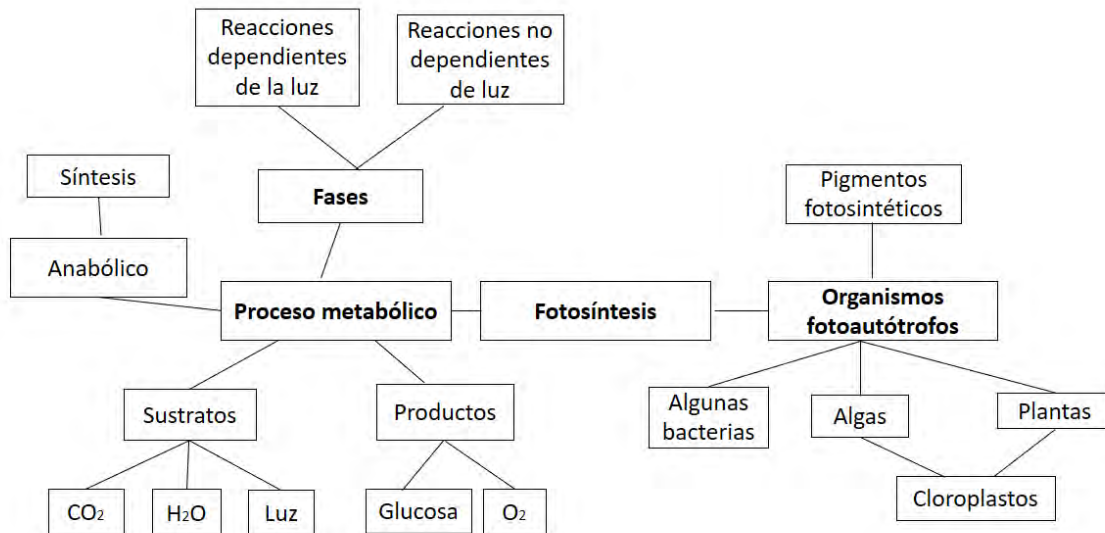 Reacciones
dependientes
de la luz
Reacciones no
dependientes
de luz
Síntesis
Fases
Pigmentos
fotosintéticos
Anabólico
Proceso metabólico
Fotosíntesis
Organismos
fotoautótrofos
Sustratos
Productos
Algunas
bacterias
Algas
Plantas
CO₂
H₂O
Luz
Glucosa
O₂
Cloroplastos